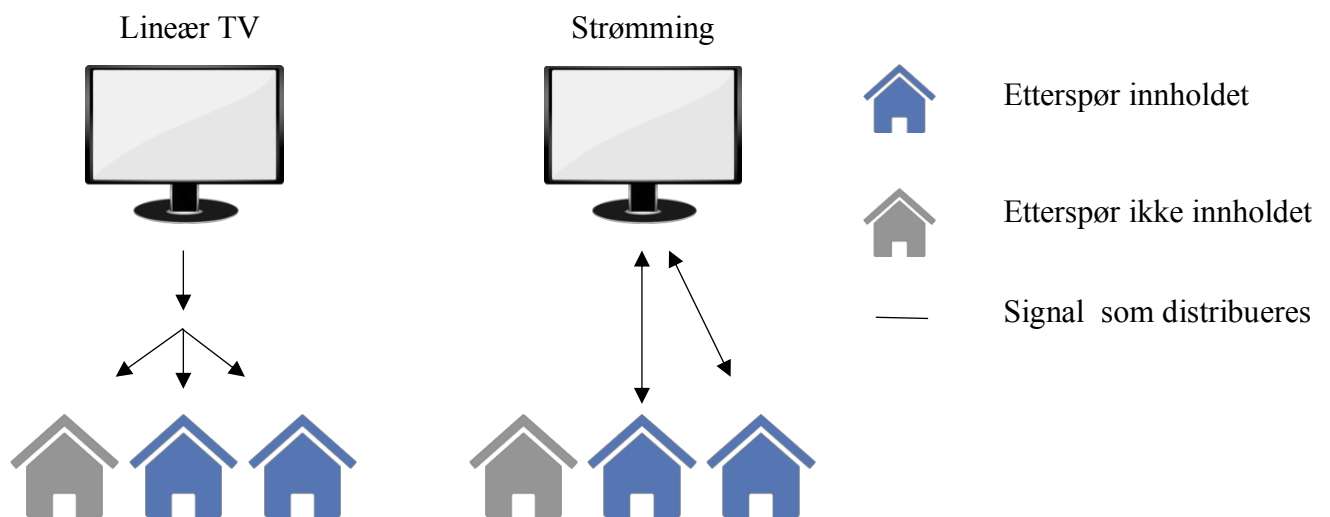 Lineær TV
Strømming
Etterspør innholdet
Etterspør ikke innholdet
Signal  som distribueres